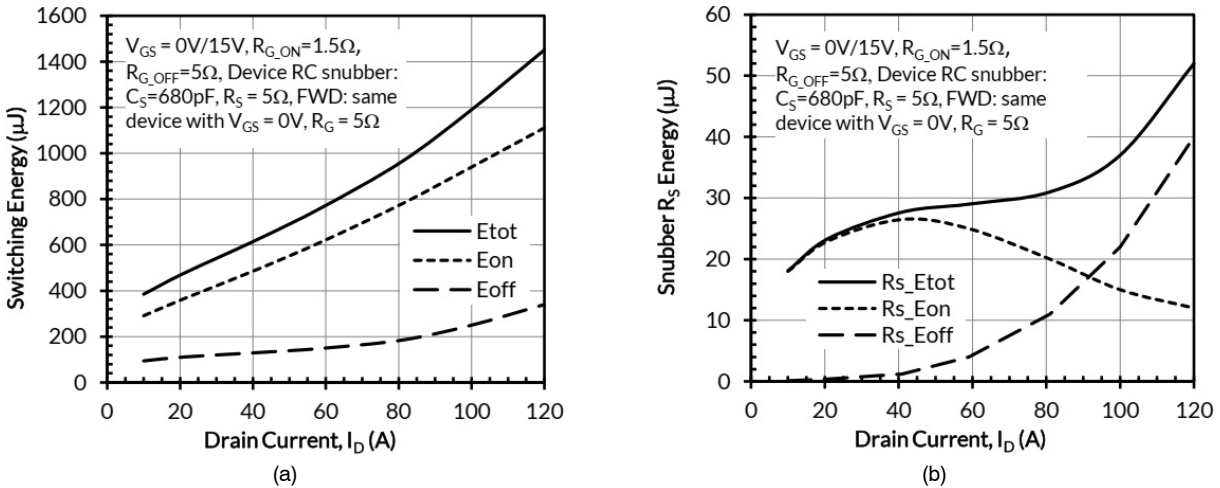 1600
1400
1200
1000
800
600
400
200
0
Switching Energy (μJ)
V_GS = 0V/15V, R_G_ON=1.5Ω,
R_G_OFF=5Ω, Device RC snubber:
C_S=680pF, R_S = 5Ω, FWD: same
device with V_GS = 0V, R_G = 5Ω
Etot
Eon
Eoff
0 20 40 60 80 100 120
Drain Current, I_D (A)
(a)
60
50
40
30
20
10
0
Snubber R_S Energy (μJ)
V_GS = 0V/15V, R_G_ON=1.5Ω,
R_G_OFF=5Ω, Device RC snubber:
C_S=680pF, R_S = 5Ω, FWD: same
device with V_GS = 0V, R_G = 5Ω
Rs_Etot
Rs_Eon
Rs_Eoff
0 20 40 60 80 100 120
Drain Current, I_D (A)
(b)